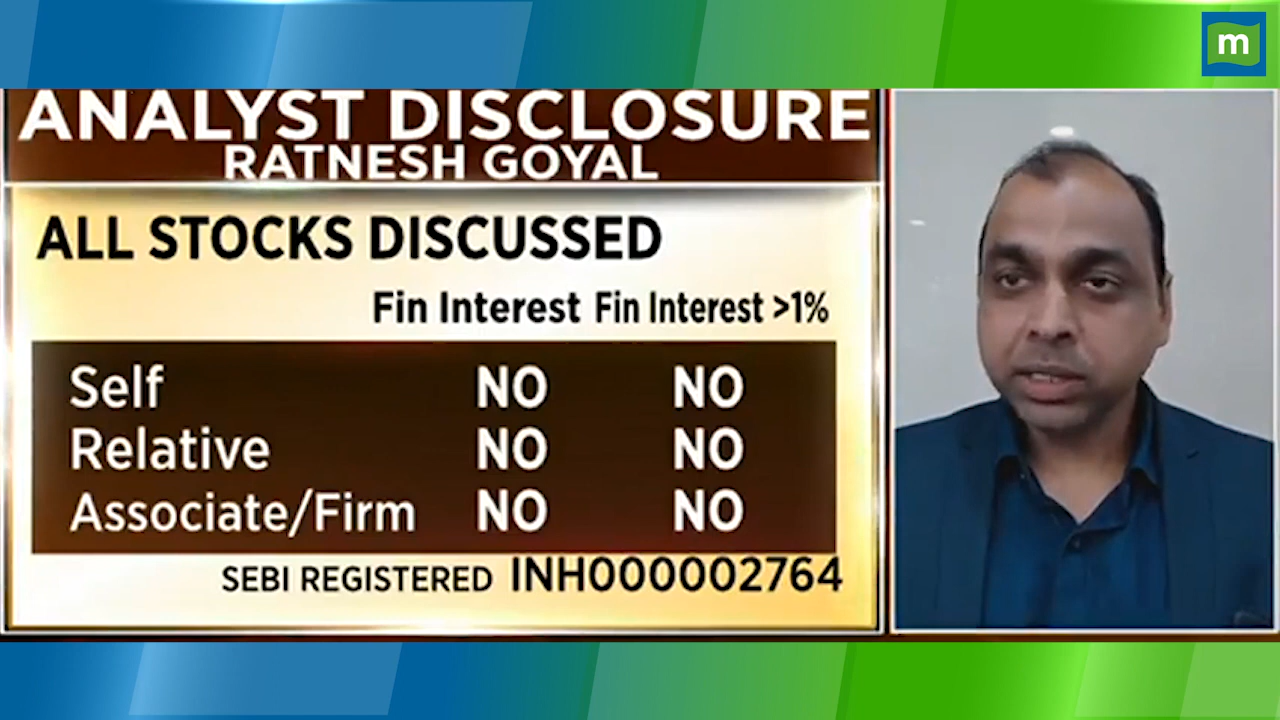 m
ANALYST DISCLOSURE
RATNESH GOYAL
ALL STOCKS DISCUSSED
Fin Interest Fin Interest >1%
Self NO NO
Relative NO NO
Associate/Firm NO NO
SEBI REGISTERED INH000002764